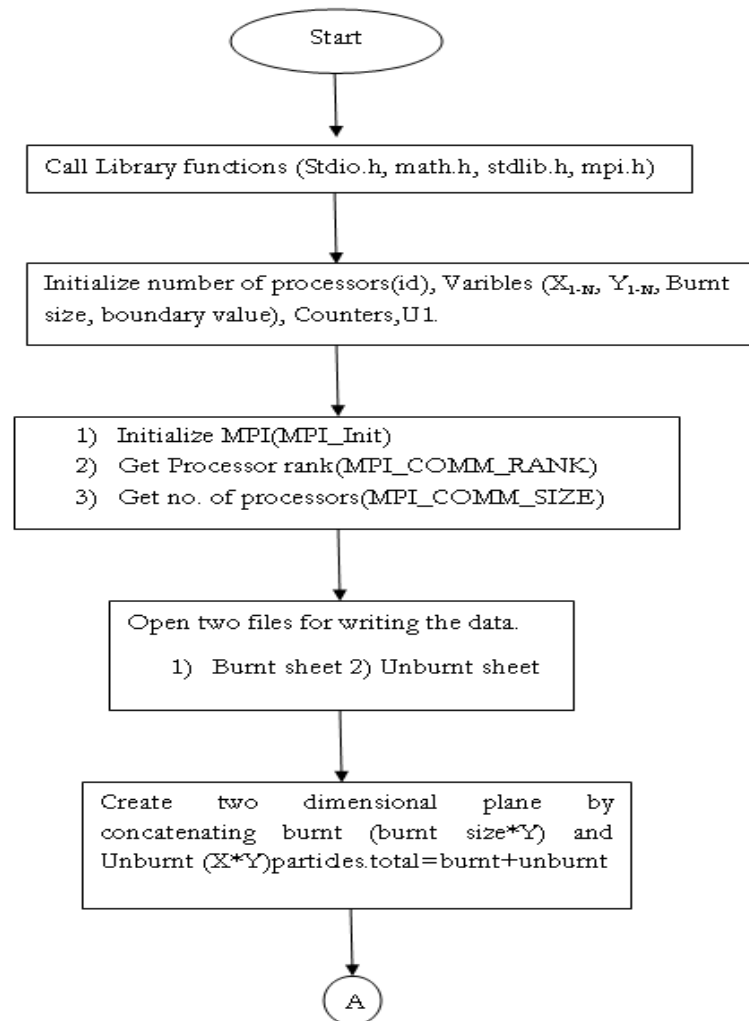 Start
Call Library functions (Stdio.h, math.h, stdlib.h, mpi.h)
Initialize number of processors(id), Varibles (X1-N, Y1-N, Burnt
size, boundary value), Counters,U1.
1) Initialize MPI(MPI_Init)
2) Get Processor rank(MPI_COMM_RANK)
3) Get no. of processors(MPI_COMM_SIZE)
Open two files for writing the data.
1) Burnt sheet 2) Unburnt sheet
Create two dimensional plane by
concatenating burnt (burnt size*Y) and
Unburnt (X*Y)particles.total=burnt+unburnt
A